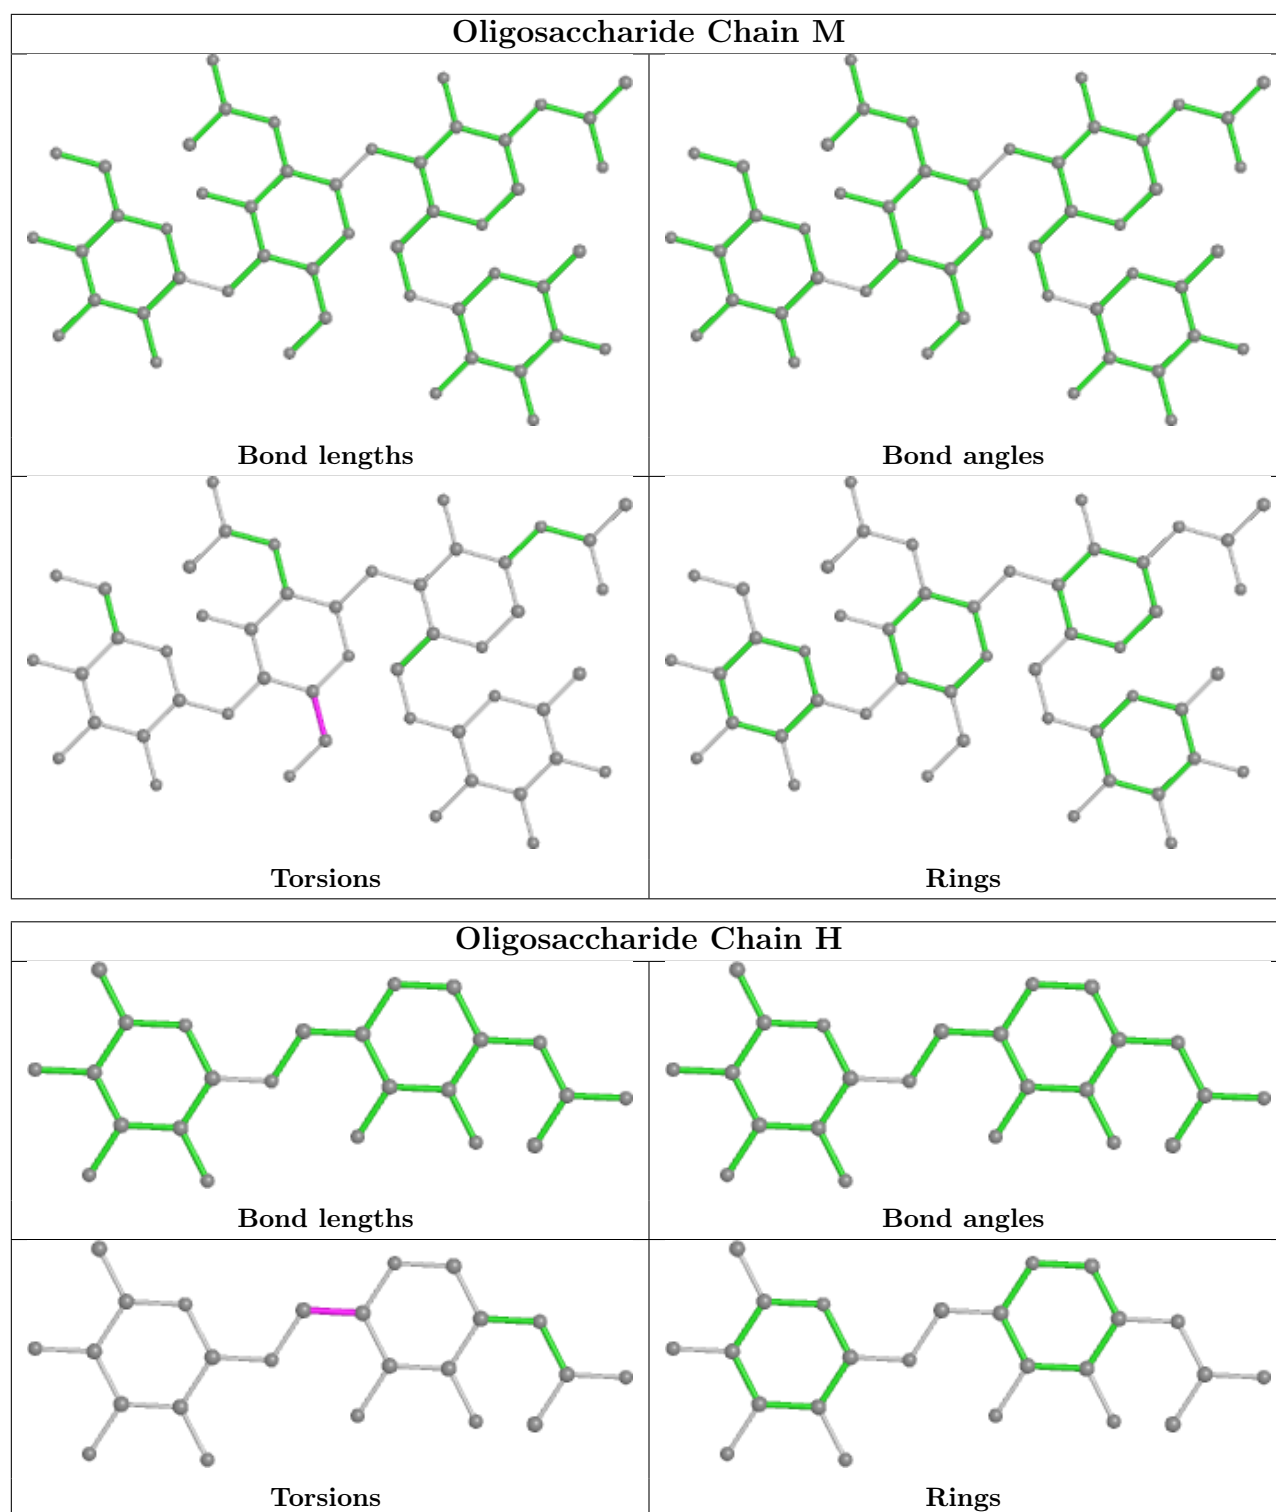 Oligosaccharide Chain M
Bond lengths
Bond angles
Torsions
Rings
Oligosaccharide Chain H
Bond lengths
Bond angles
Torsions
Rings